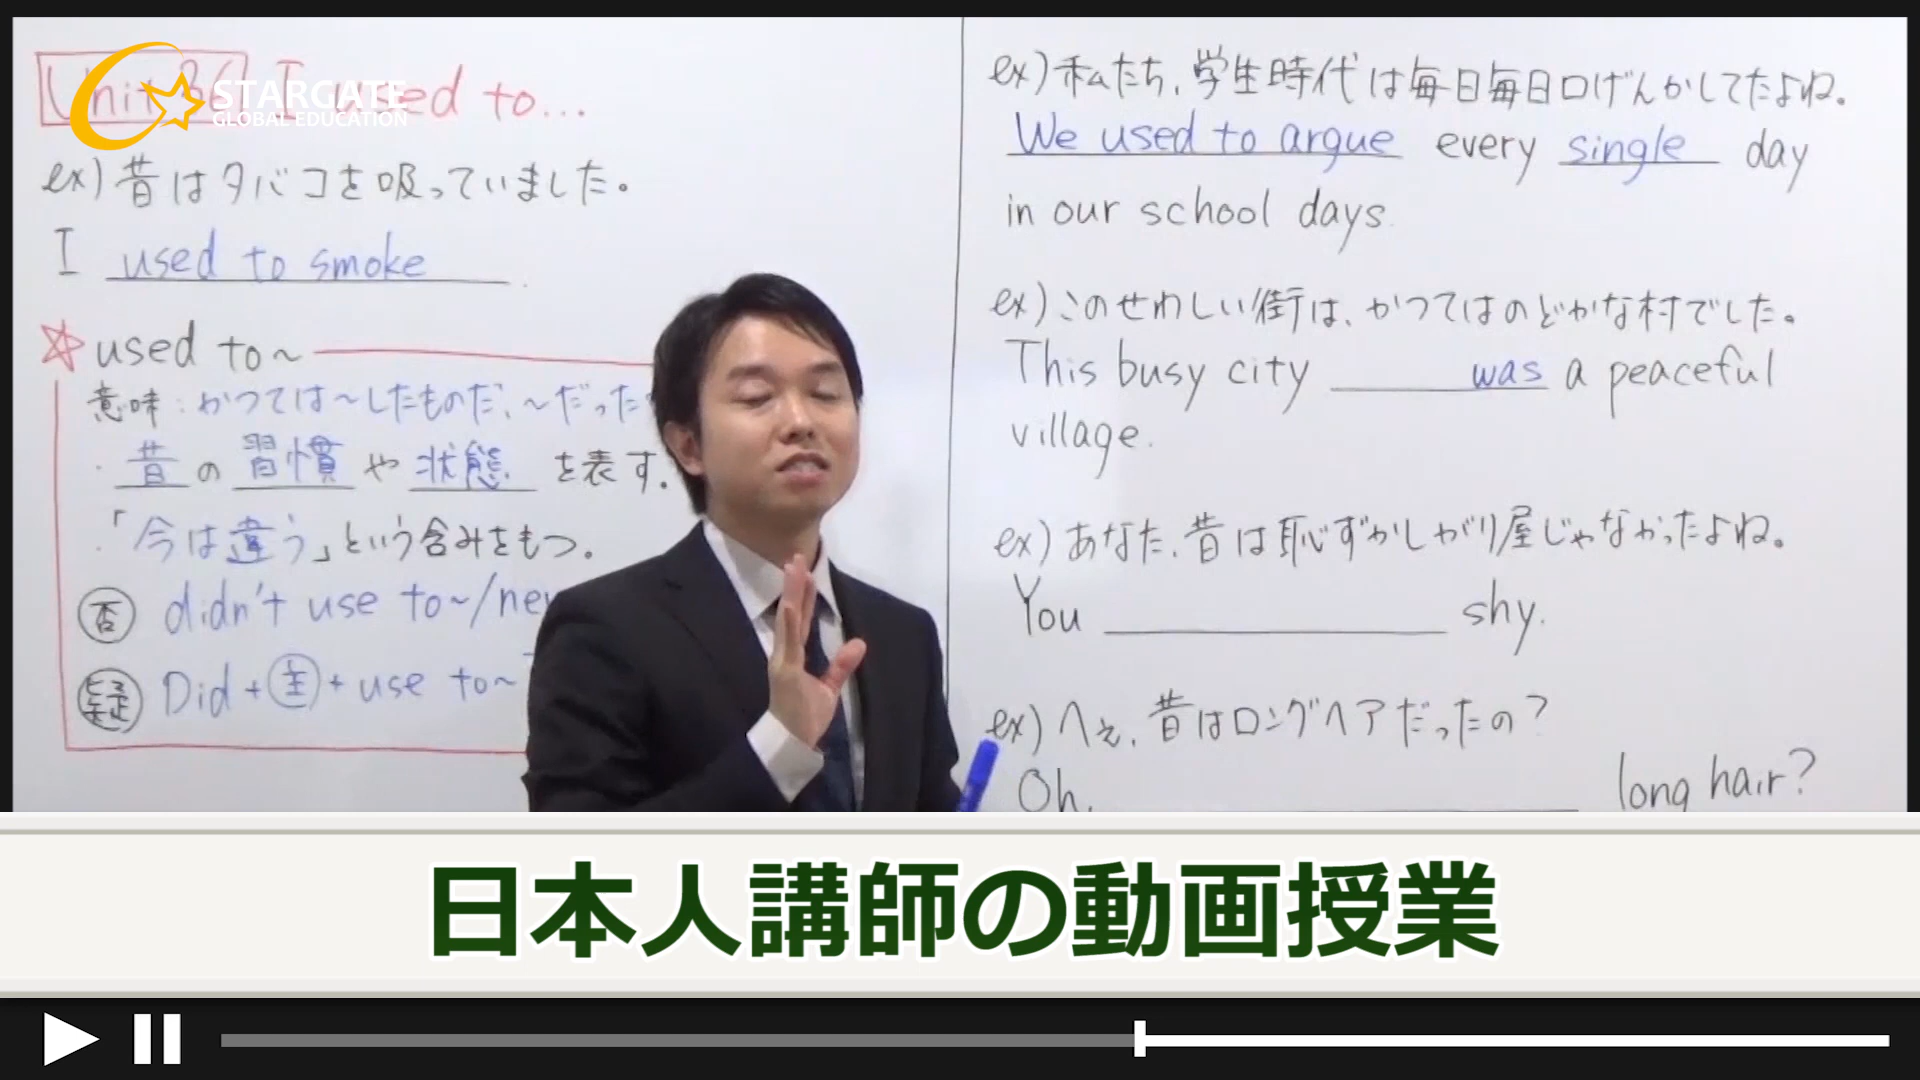 Unit 36 I used to...
STARGATE
GLOBAL EDUCATION
ex) 昔はタバコを吸っていました。
I used to smoke.
☆ used to~
意味:かつては~したものだ、~だった
・昔の習慣や状態を表す。
・「今は違う」という含みをもつ。
否 didn't use to~/
疑 Did+主+use to~
ex) 私たち、学生時代は毎日毎日口げんかしてたよね。
We used to argue every single day
in our school days.
ex) このせわしい街は、かつてはのどかな村でした。
This busy city was a peaceful
village.
ex) あなた、昔は恥ずかしがり屋じゃなかったよね。
You shy.
ex) へぇ、昔はロングヘアだったの?
Oh, long hair?
日本人講師の動画授業